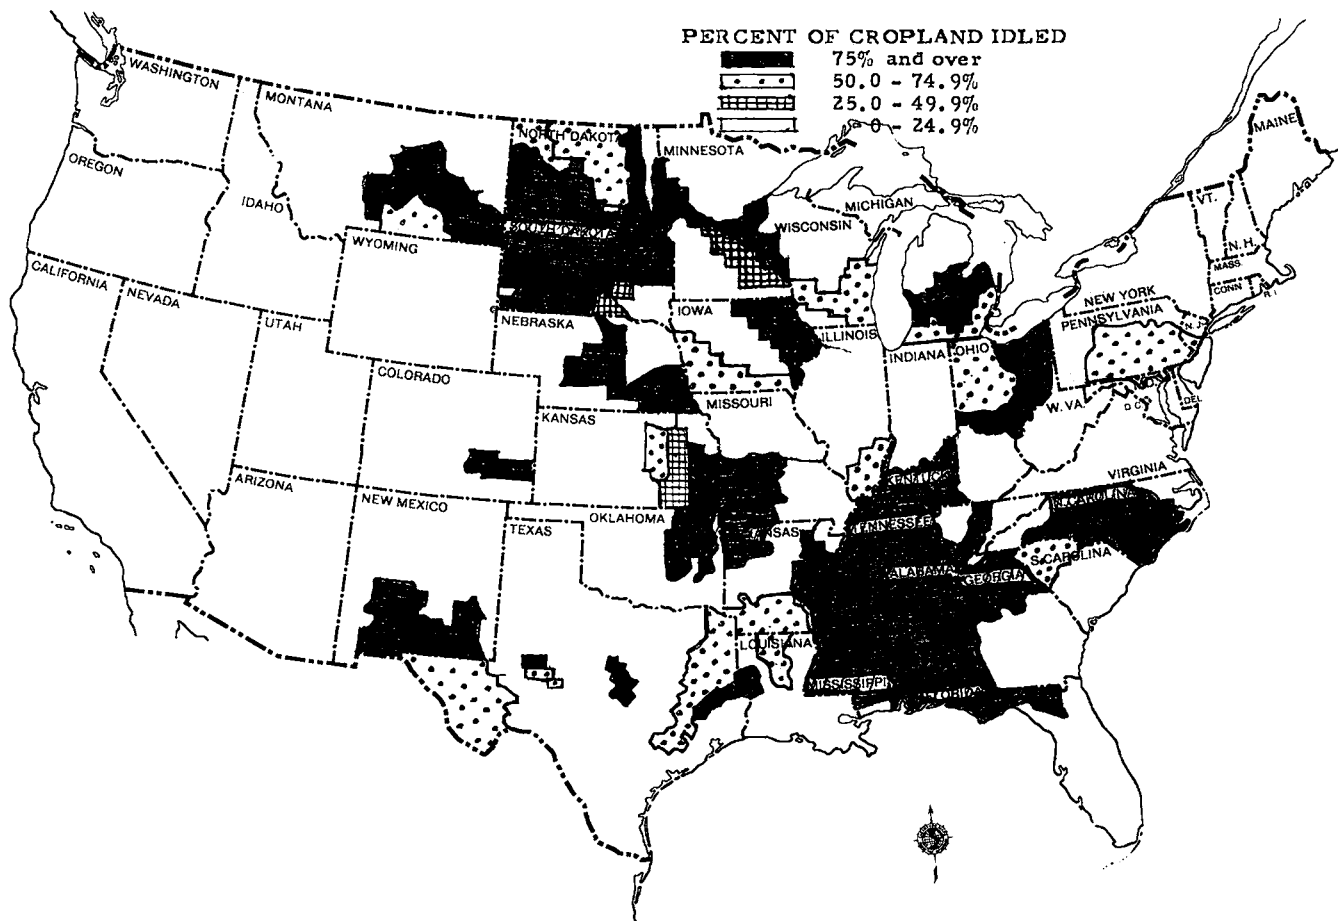 PERCENT OF CROPLAND IDLED
75% and over
50.0 - 74.9%
25.0 - 49.9%
0 - 24.9%
WASHINGTON
MONTANA
NORTH DAKOTA
MINNESOTA
MAINE
OREGON
IDAHO
MICHIGAN
VT.
WISCONSIN
SOUTH DAKOTA
WYOMING
N. H.
MASS
CALIFORNIA
NEVADA
CONN
R. I.
NEW YORK
UTAH
NEBRASKA
IOWA
PENNSYLVANIA
N. J.
ILLINOIS
INDIANA
OHIO
COLORADO
MD.
MISSOURI
W. VA.
D C
DEL
KANSAS
VIRGINIA
KENTUCK
ARIZONA
NEW MEXICO
N. CAROLINA
OKLAHOMA
TENNESSEE
TEXAS
ANSAS
S. CAROLINA
ALABAMA
GEORGIA
LOUISIANA
MISSISSIPPI
FLORIDA